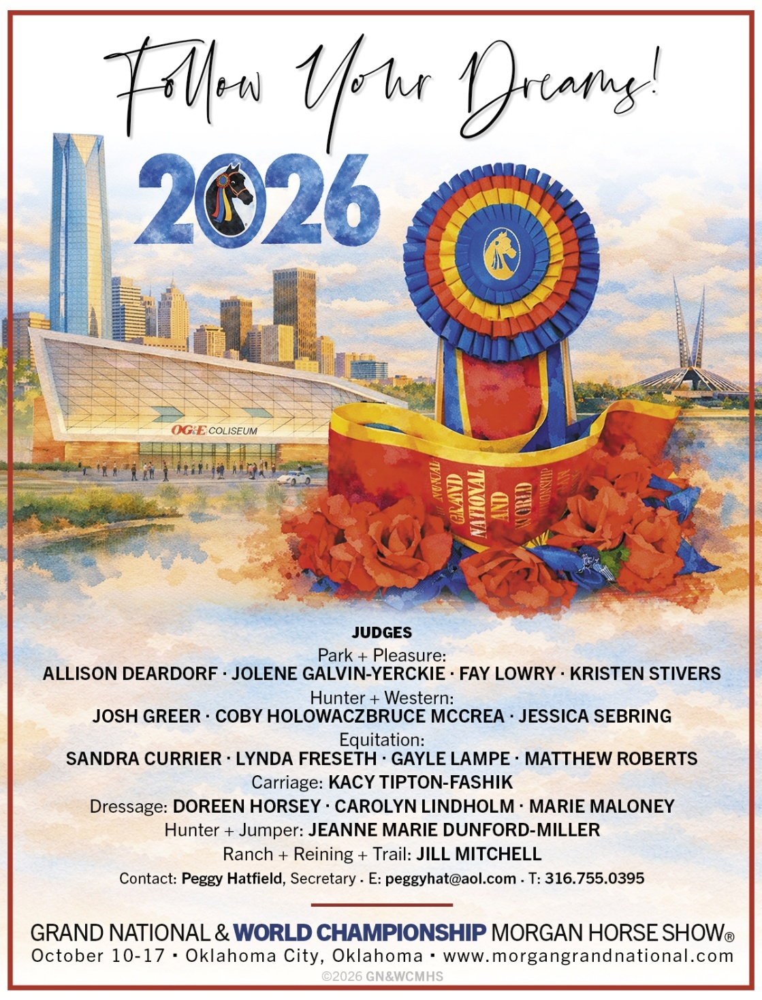 Follow Your Dreams!
2026
OG&E COLISEUM
GRAND
NATIONAL
AND
WORLD
JUDGES
Park + Pleasure:
ALLISON DEARDORF · JOLENE GALVIN-YERCKIE · FAY LOWRY · KRISTEN STIVERS
Hunter + Western:
JOSH GREER · COBY HOLOWACZBRUCE MCCREA · JESSICA SEBRING
Equitation:
SANDRA CURRIER · LYNDA FRESETH · GAYLE LAMPE · MATTHEW ROBERTS
Carriage: KACY TIPTON-FASHIK
Dressage: DOREEN HORSEY · CAROLYN LINDHOLM · MARIE MALONEY
Hunter + Jumper: JEANNE MARIE DUNFORD-MILLER
Ranch + Reining + Trail: JILL MITCHELL
Contact: Peggy Hatfield, Secretary · E: peggyhat@aol.com · T: 316.755.0395
GRAND NATIONAL & WORLD CHAMPIONSHIP MORGAN HORSE SHOW®
October 10-17 ▪ Oklahoma City, Oklahoma ▪ www.morgangrandnational.com
©2026 GN&WCMHS